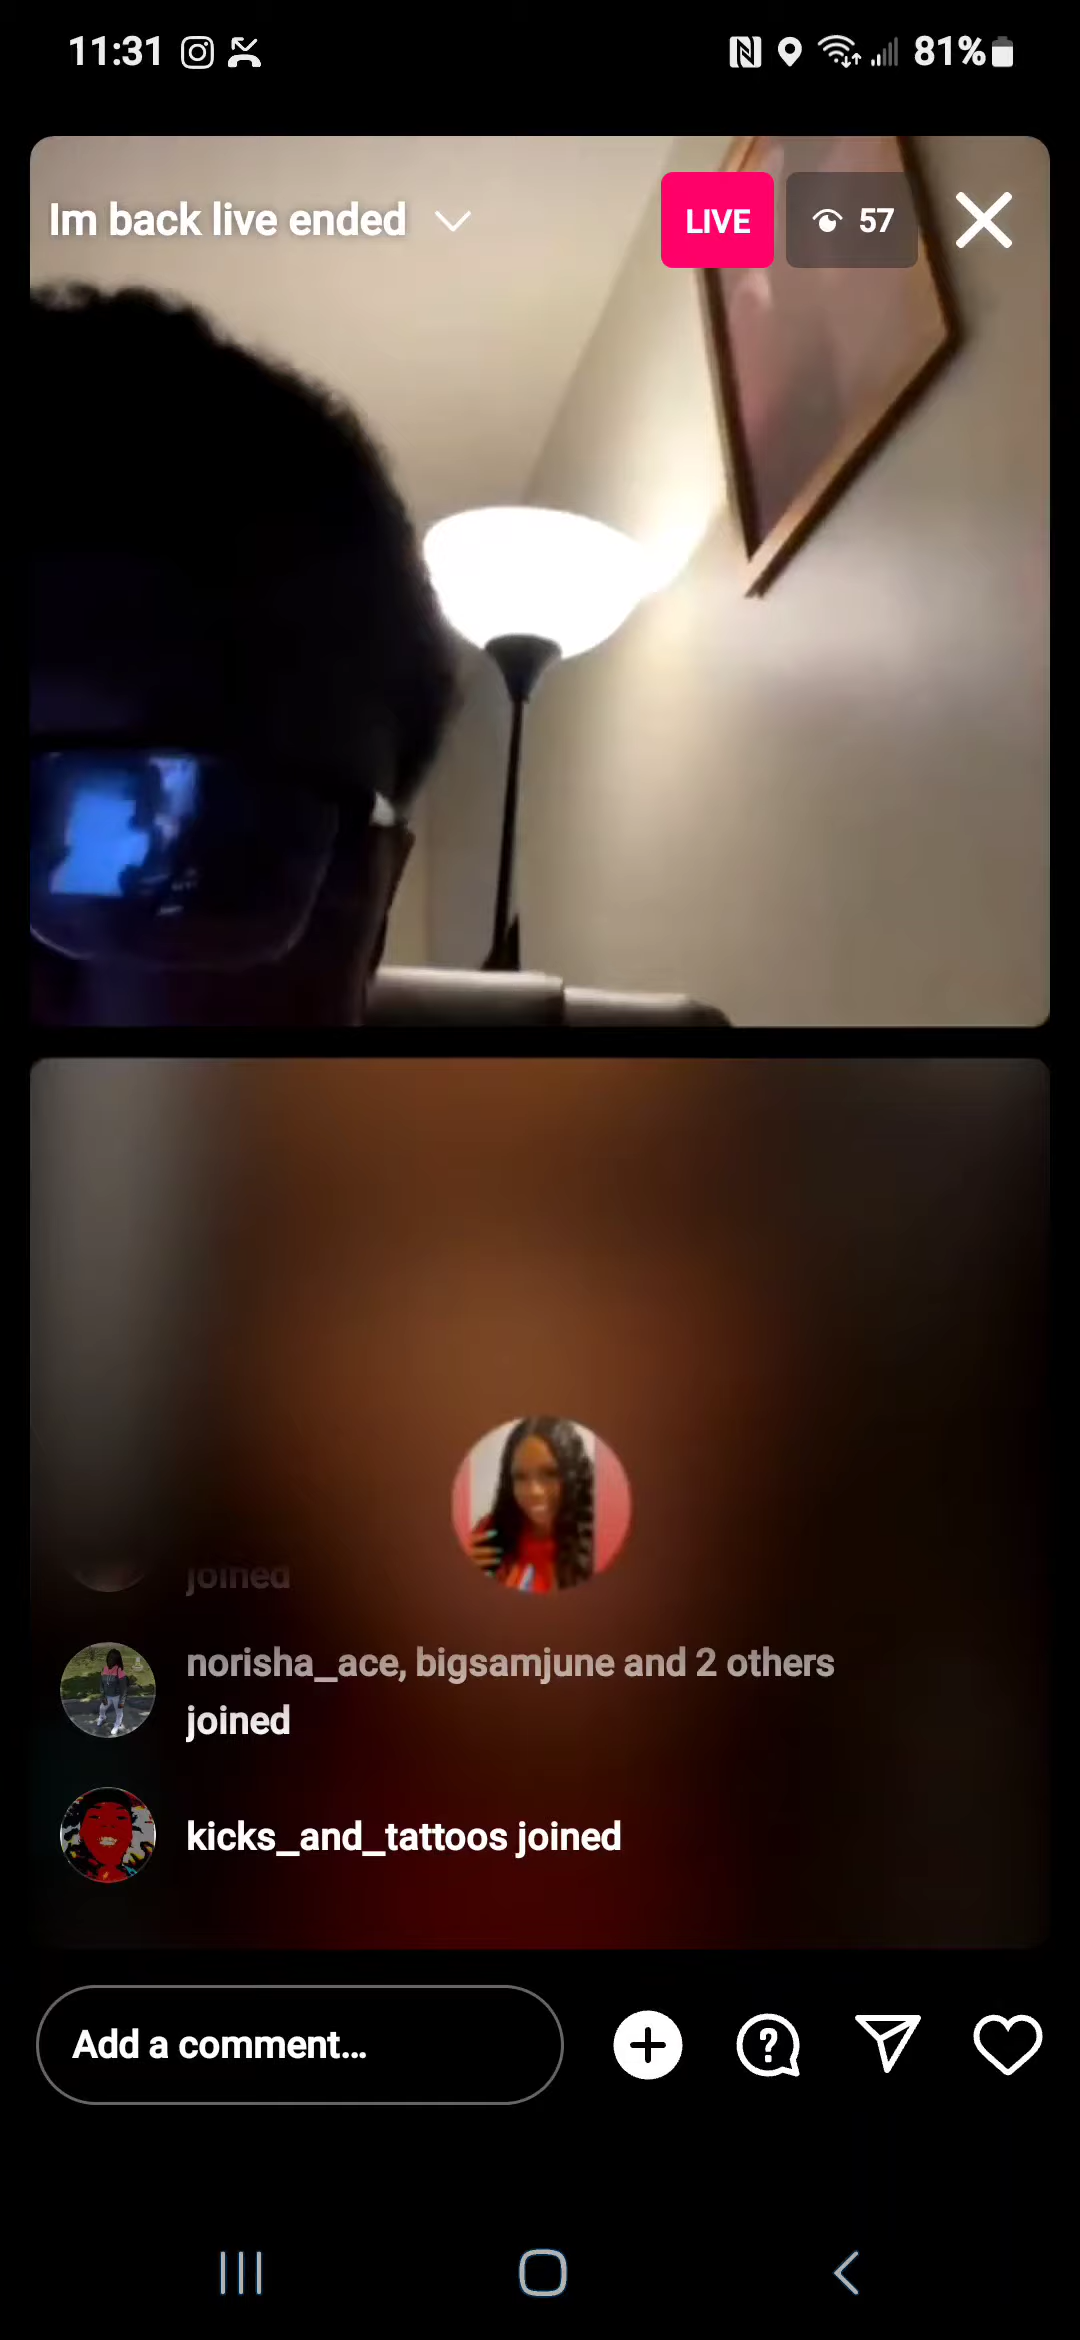 11:31 81%
Im back live ended LIVE 57
joined
norisha_ace, bigsamjune and 2 others
joined
kicks_and_tattoos joined
Add a comment...